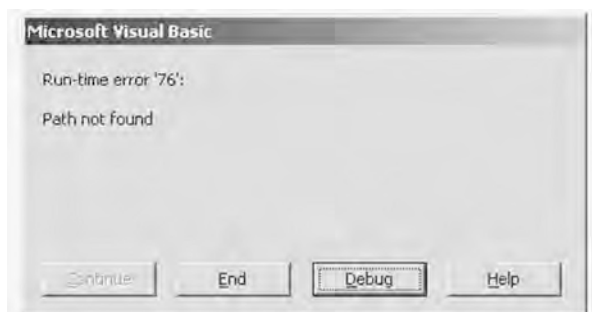 Microsoft Visual Basic
Run-time error '76':
Path not found
Continue End Debug Help